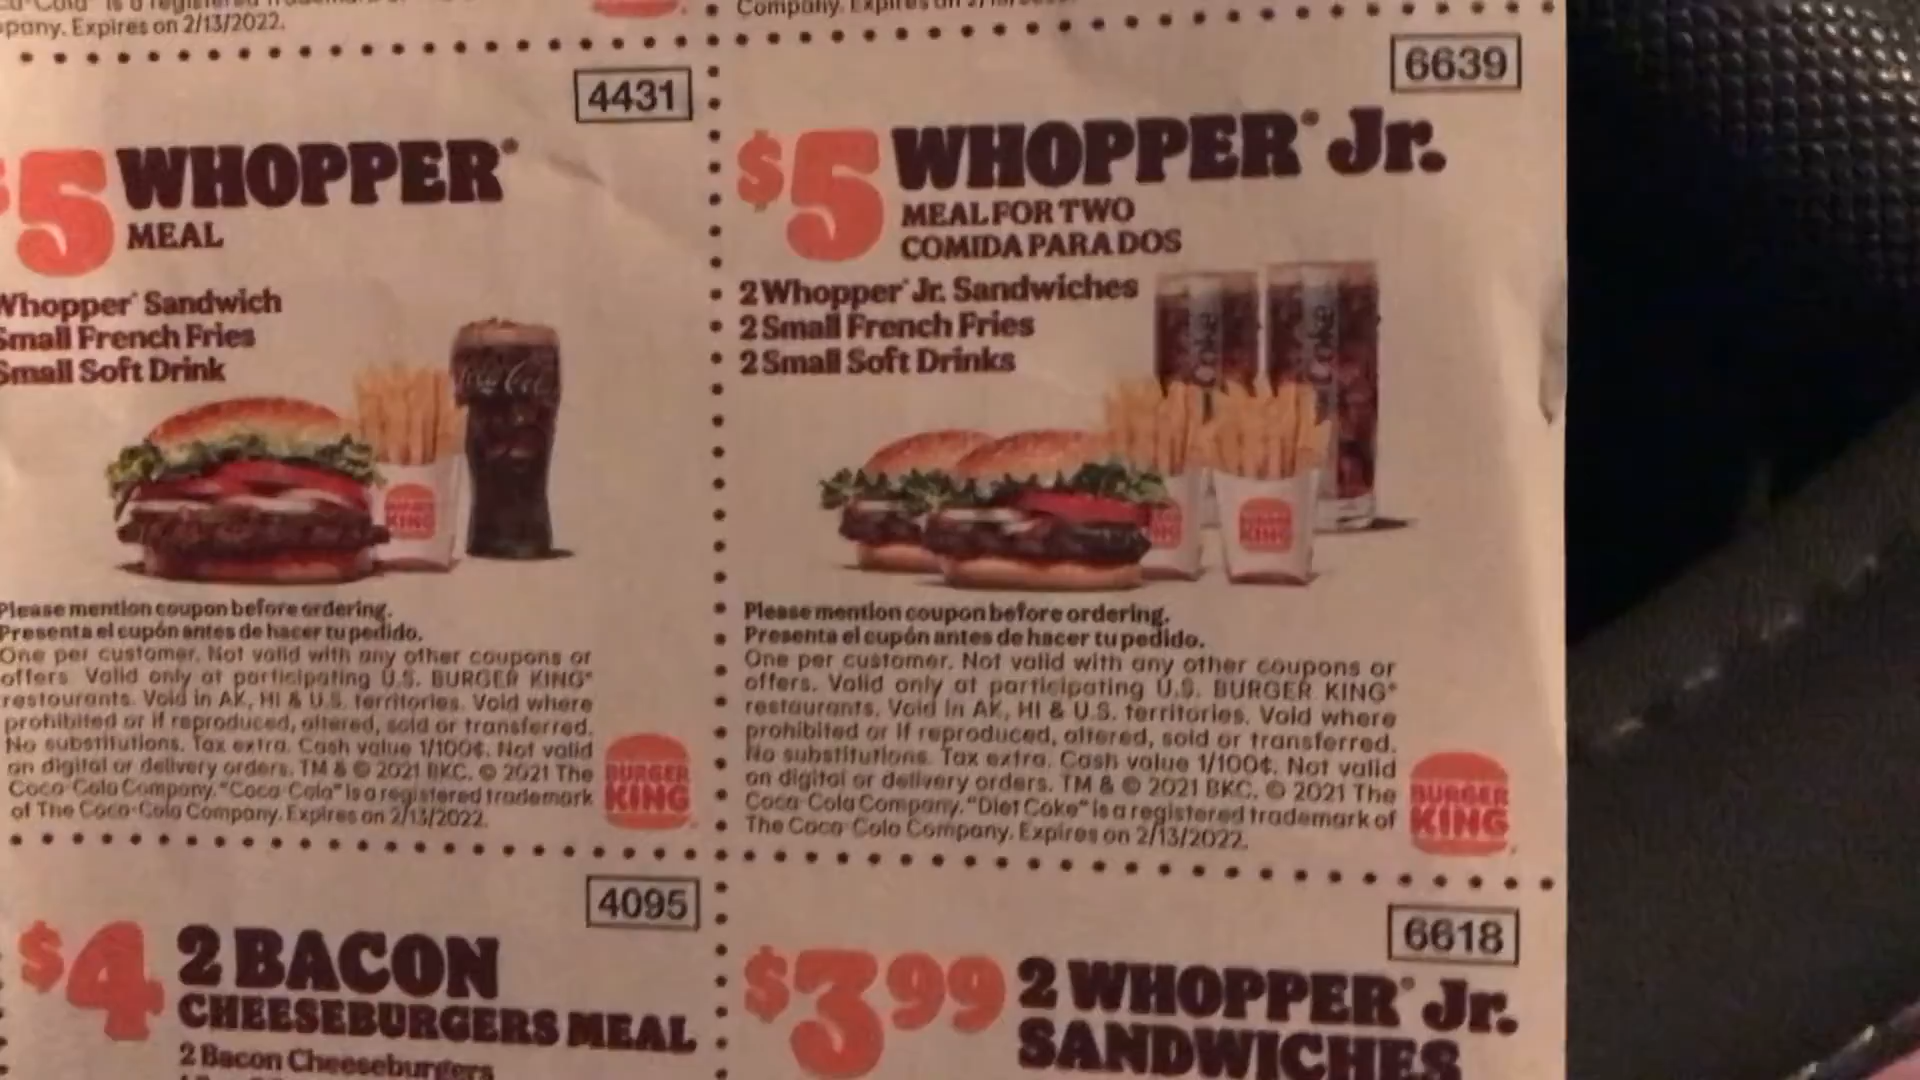 pany. Expires on 2/13/2022.
Company. Expires on
4431
$5 WHOPPER®
MEAL
Whopper® Sandwich
Small French Fries
Small Soft Drink
Coca-Cola
BURGER
KING
Please mention coupon before ordering.
Presenta el cupón antes de hacer tu pedido.
One per customer. Not valid with any other coupons or
offers. Valid only at participating U.S. BURGER KING®
restaurants. Void in AK, HI & U.S. territories. Void where
prohibited or if reproduced, altered, sold or transferred.
No substitutions. Tax extra. Cash value 1/100¢. Not valid
on digital or delivery orders. TM & © 2021 BKC. © 2021 The
Coca-Cola Company. "Coca-Cola" is a registered trademark
of The Coca-Cola Company. Expires on 2/13/2022.
BURGER
KING
6639
$5 WHOPPER® Jr.
MEAL FOR TWO
COMIDA PARA DOS
2 Whopper® Jr. Sandwiches
2 Small French Fries
2 Small Soft Drinks
Coke
Coke
BURGER
KING
Please mention coupon before ordering.
Presenta el cupón antes de hacer tu pedido.
One per customer. Not valid with any other coupons or
offers. Valid only at participating U.S. BURGER KING®
restaurants. Void in AK, HI & U.S. territories. Void where
prohibited or if reproduced, altered, sold or transferred.
No substitutions. Tax extra. Cash value 1/100¢. Not valid
on digital or delivery orders. TM & © 2021 BKC. © 2021 The
Coca-Cola Company. "Diet Coke" is a registered trademark of
The Coca-Cola Company. Expires on 2/13/2022.
BURGER
KING
4095
$4 2 BACON
CHEESEBURGERS MEAL
2 Bacon Cheeseburgers
6618
$3.99 2 WHOPPER® Jr.
SANDWICHES